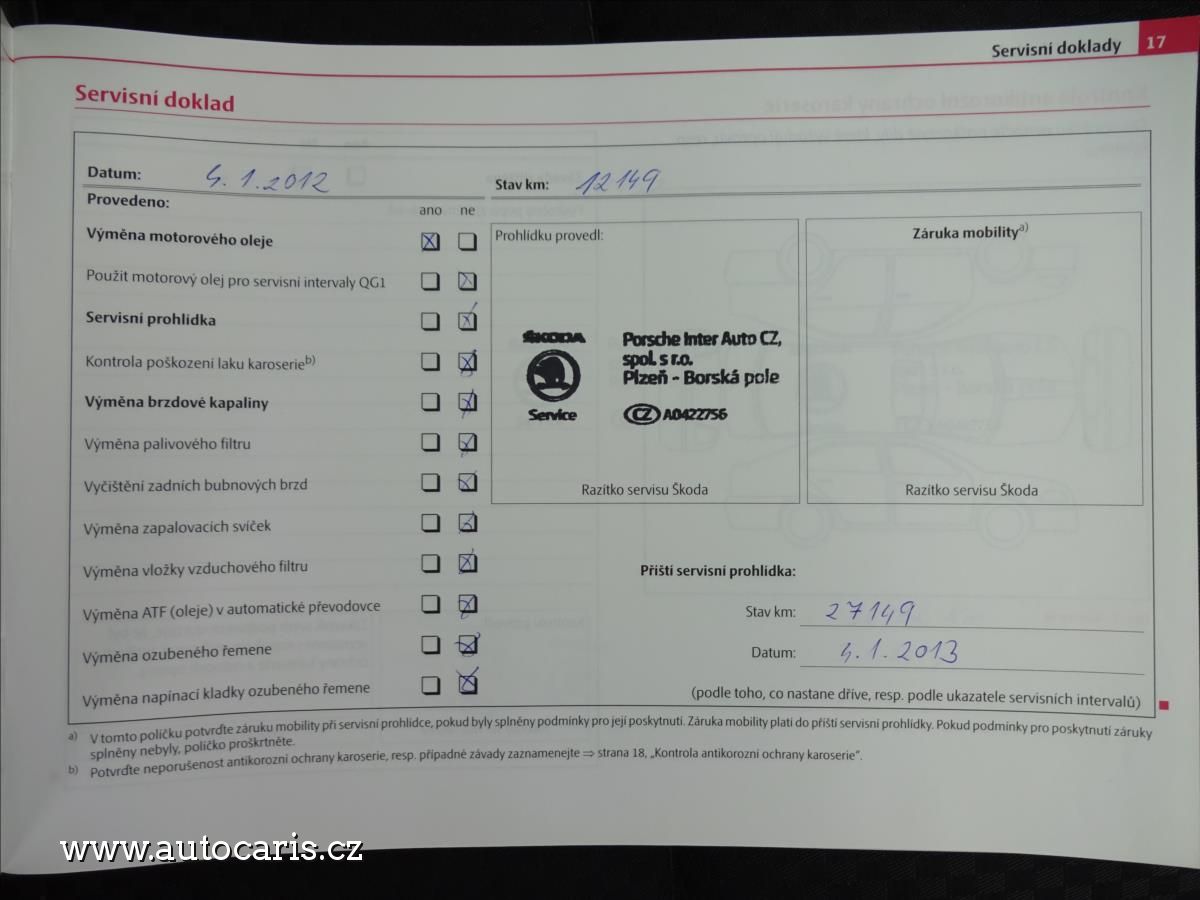 Servisní doklady 17
Servisní doklad
Datum: 4.1.2012 Stav km: 12149
Provedeno:
ano ne
Výměna motorového oleje
Použit motorový olej pro servisní intervaly QG1
Servisní prohlídka
Kontrola poškození laku karoserieb)
Výměna brzdové kapaliny
Výměna palivového filtru
Vyčištění zadních bubnových brzd
Výměna zapalovacích svíček
Výměna vložky vzduchového filtru
Výměna ATF (oleje) v automatické převodovce
Výměna ozubeného řemene
Výměna napínací kladky ozubeného řemene
Prohlídku provedl:
ŠKODA
Service
Porsche Inter Auto CZ,
spol. s r.o.
Plzeň - Borská pole
CZ A0422756
Razítko servisu Škoda
Záruka mobilitya)
Razítko servisu Škoda
Příští servisní prohlídka:
Stav km: 27149
Datum: 4.1.2013
(podle toho, co nastane dříve, resp. podle ukazatele servisních intervalů)
a) V tomto políčku potvrďte záruku mobility při servisní prohlídce, pokud byly splněny podmínky pro její poskytnutí. Záruka mobility platí do příští servisní prohlídky. Pokud podmínky pro poskytnutí záruky
splněny nebyly, políčko proškrtněte.
b) Potvrďte neporušenost antikorozní ochrany karoserie, resp. případné závady zaznamenejte ⇒ strana 18, „Kontrola antikorozní ochrany karoserie“.
www.autocaris.cz